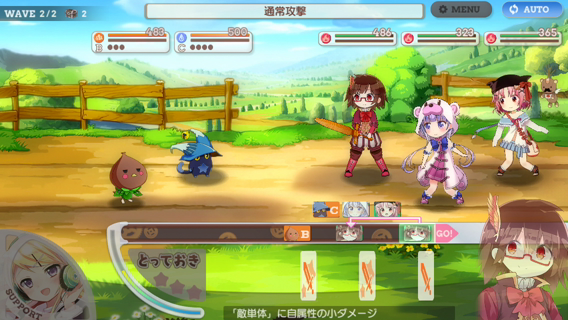 WAVE 2/2 2
通常攻撃
MENU
AUTO
483
B
500
C
486
323
365
C
B
GO!
とっておき
SUPPORT
「敵単体」に自属性の小ダメージ